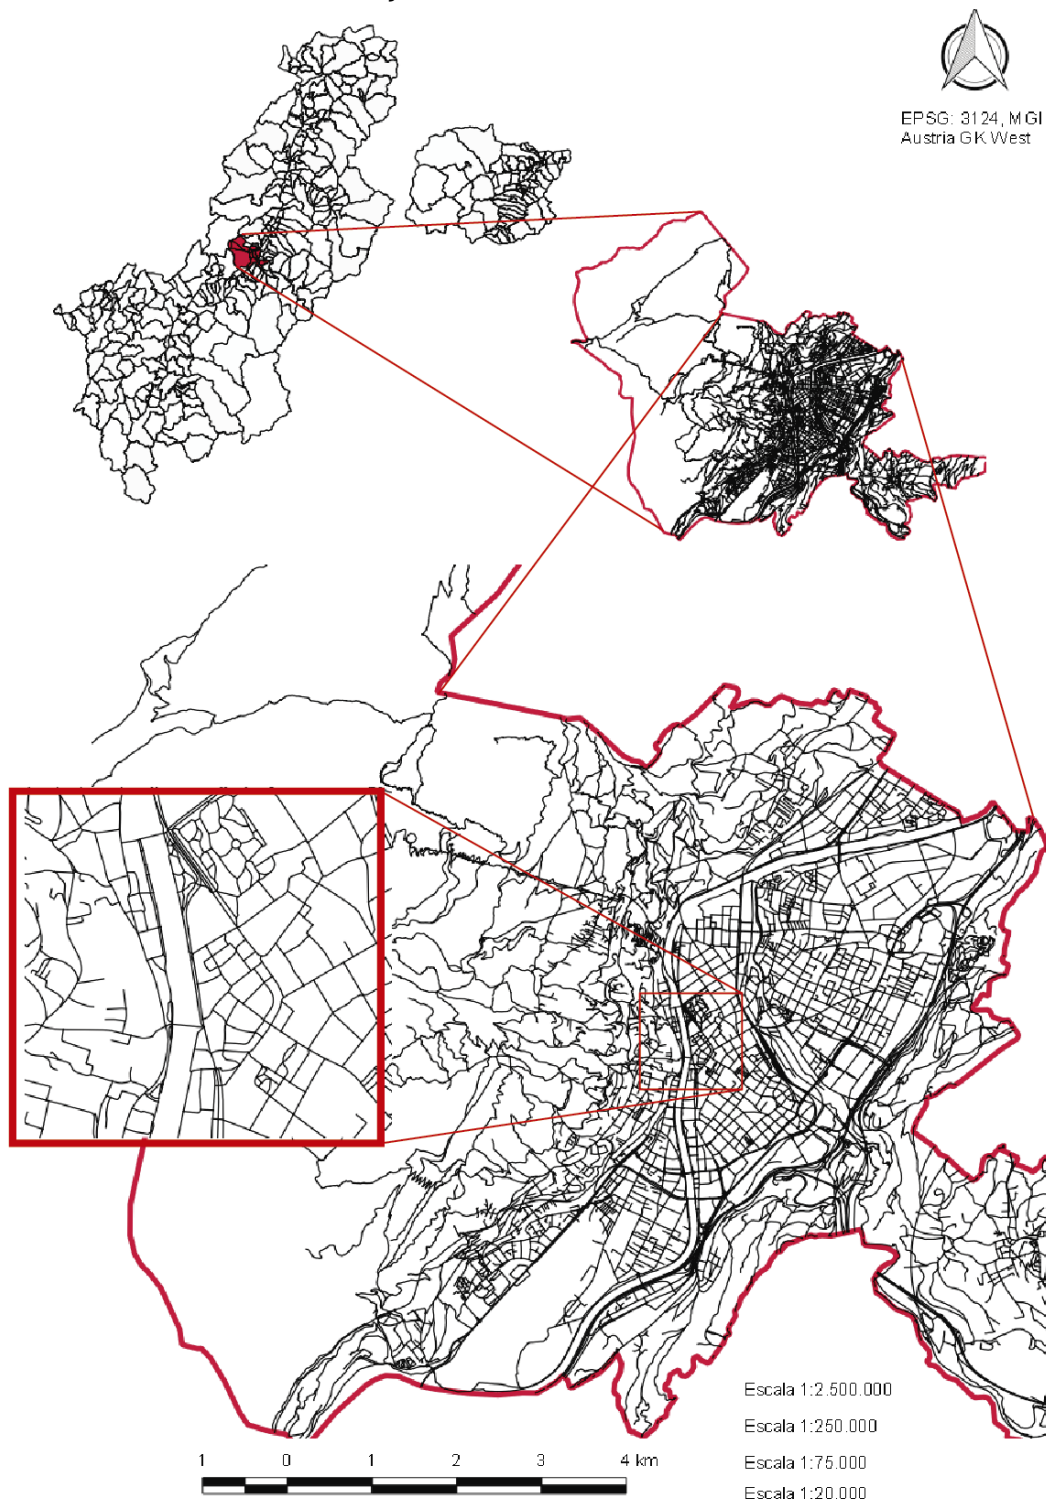 EPSG: 3124, MGI
Austria GK West
Escala 1:2.500.000
Escala 1:250.000
1 0 1 2 3 4 km
Escala 1:75.000
Escala 1:20.000